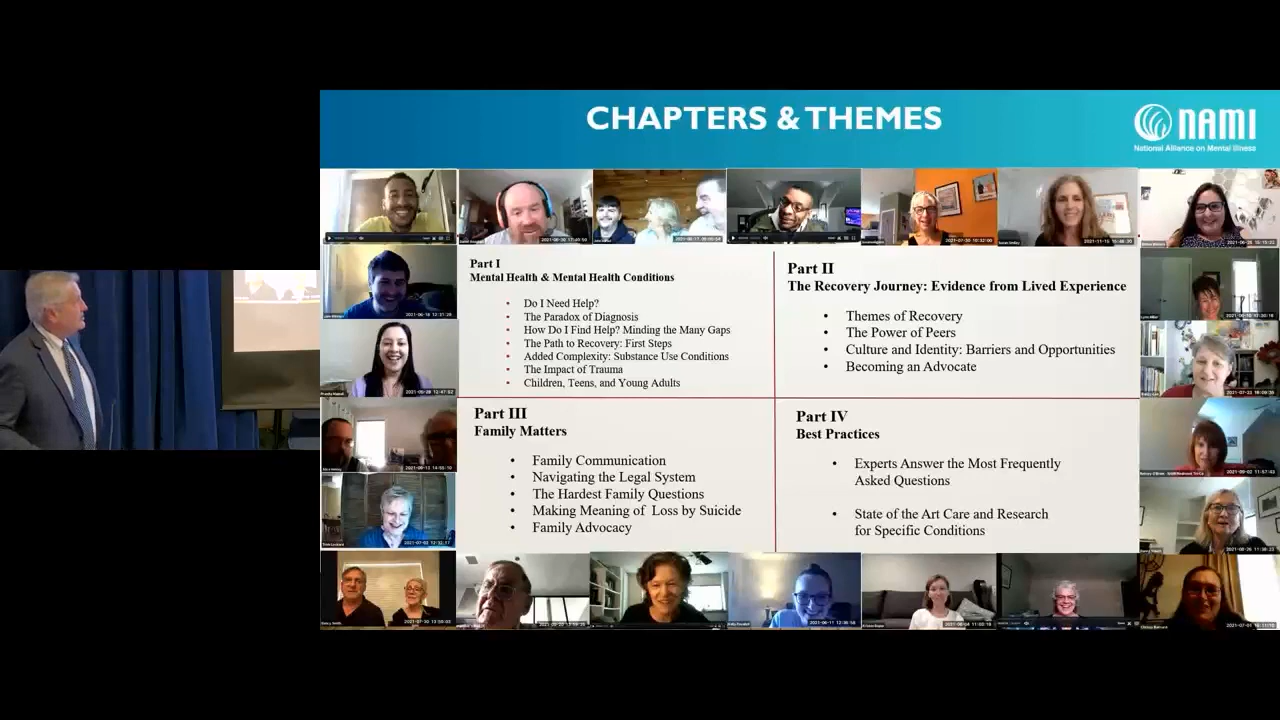 CHAPTERS & THEMES
NAMI
National Alliance on Mental Illness
Part I
Mental Health & Mental Health Conditions
• Do I Need Help?
• The Paradox of Diagnosis
• How Do I Find Help? Minding the Many Gaps
• The Path to Recovery: First Steps
• Added Complexity: Substance Use Conditions
• The Impact of Trauma
• Children, Teens, and Young Adults
Part II
The Recovery Journey: Evidence from Lived Experience
• Themes of Recovery
• The Power of Peers
• Culture and Identity: Barriers and Opportunities
• Becoming an Advocate
Part III
Family Matters
• Family Communication
• Navigating the Legal System
• The Hardest Family Questions
• Making Meaning of Loss by Suicide
• Family Advocacy
Part IV
Best Practices
• Experts Answer the Most Frequently
Asked Questions
• State of the Art Care and Research
for Specific Conditions